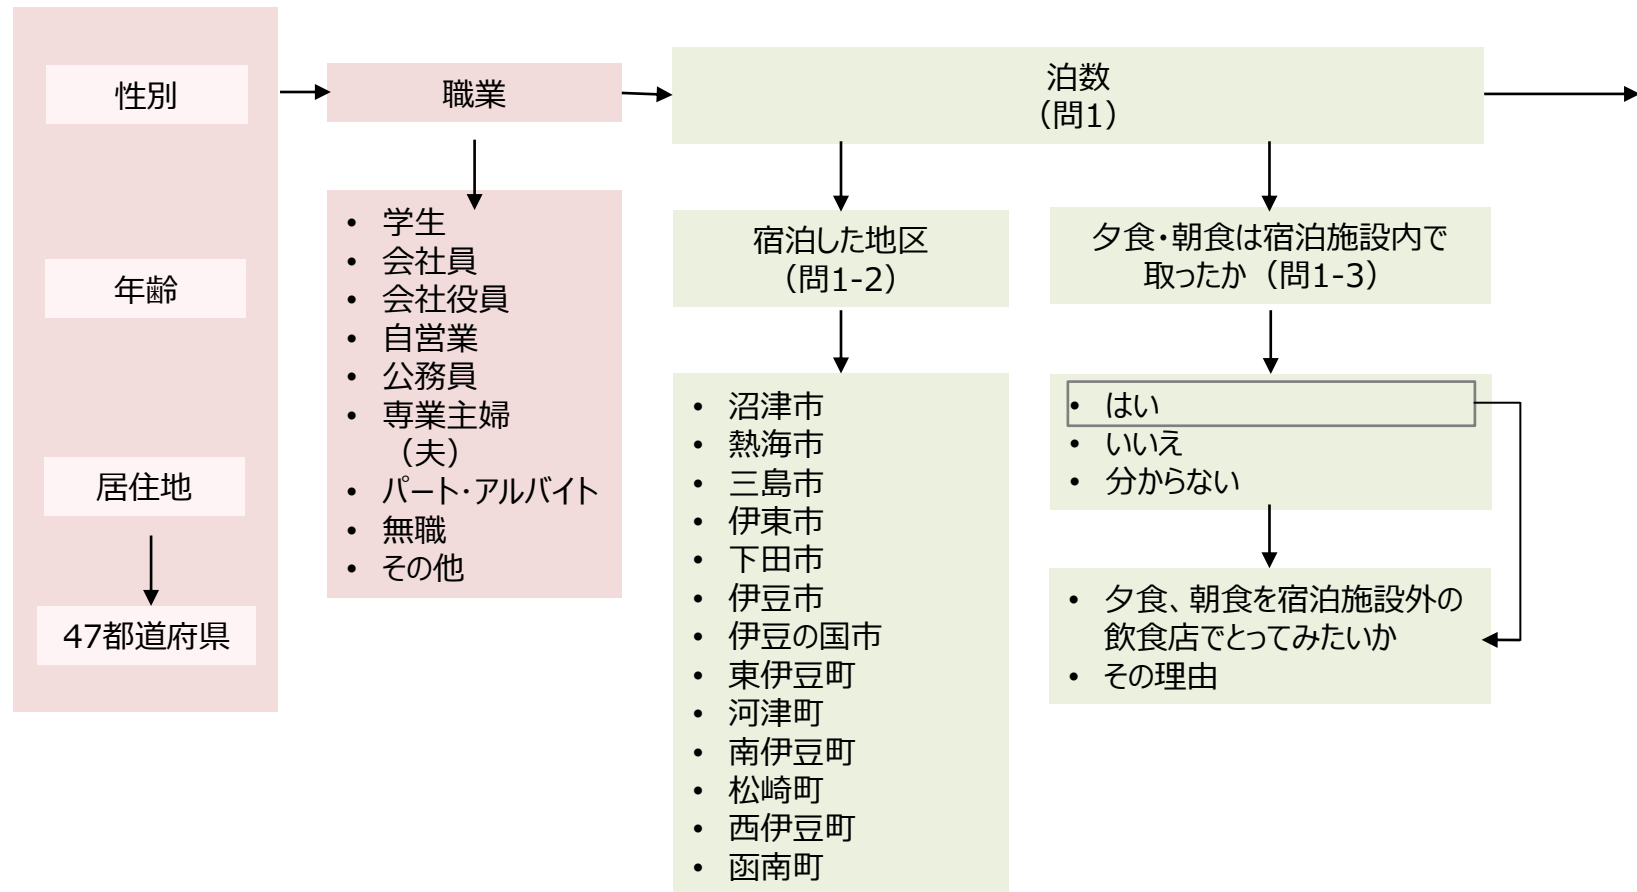 性別
年齢
居住地
47都道府県
職業
• 学生
• 会社員
• 会社役員
• 自営業
• 公務員
• 専業主婦
（夫）
• パート・アルバイト
• 無職
• その他
泊数
（問1）
宿泊した地区
（問1-2）
• 沼津市
• 熱海市
• 三島市
• 伊東市
• 下田市
• 伊豆市
• 伊豆の国市
• 東伊豆町
• 河津町
• 南伊豆町
• 松崎町
• 西伊豆町
• 函南町
夕食・朝食は宿泊施設内で
取ったか（問1-3）
• はい
• いいえ
• 分からない
• 夕食、朝食を宿泊施設外の
飲食店でとってみたいか
• その理由